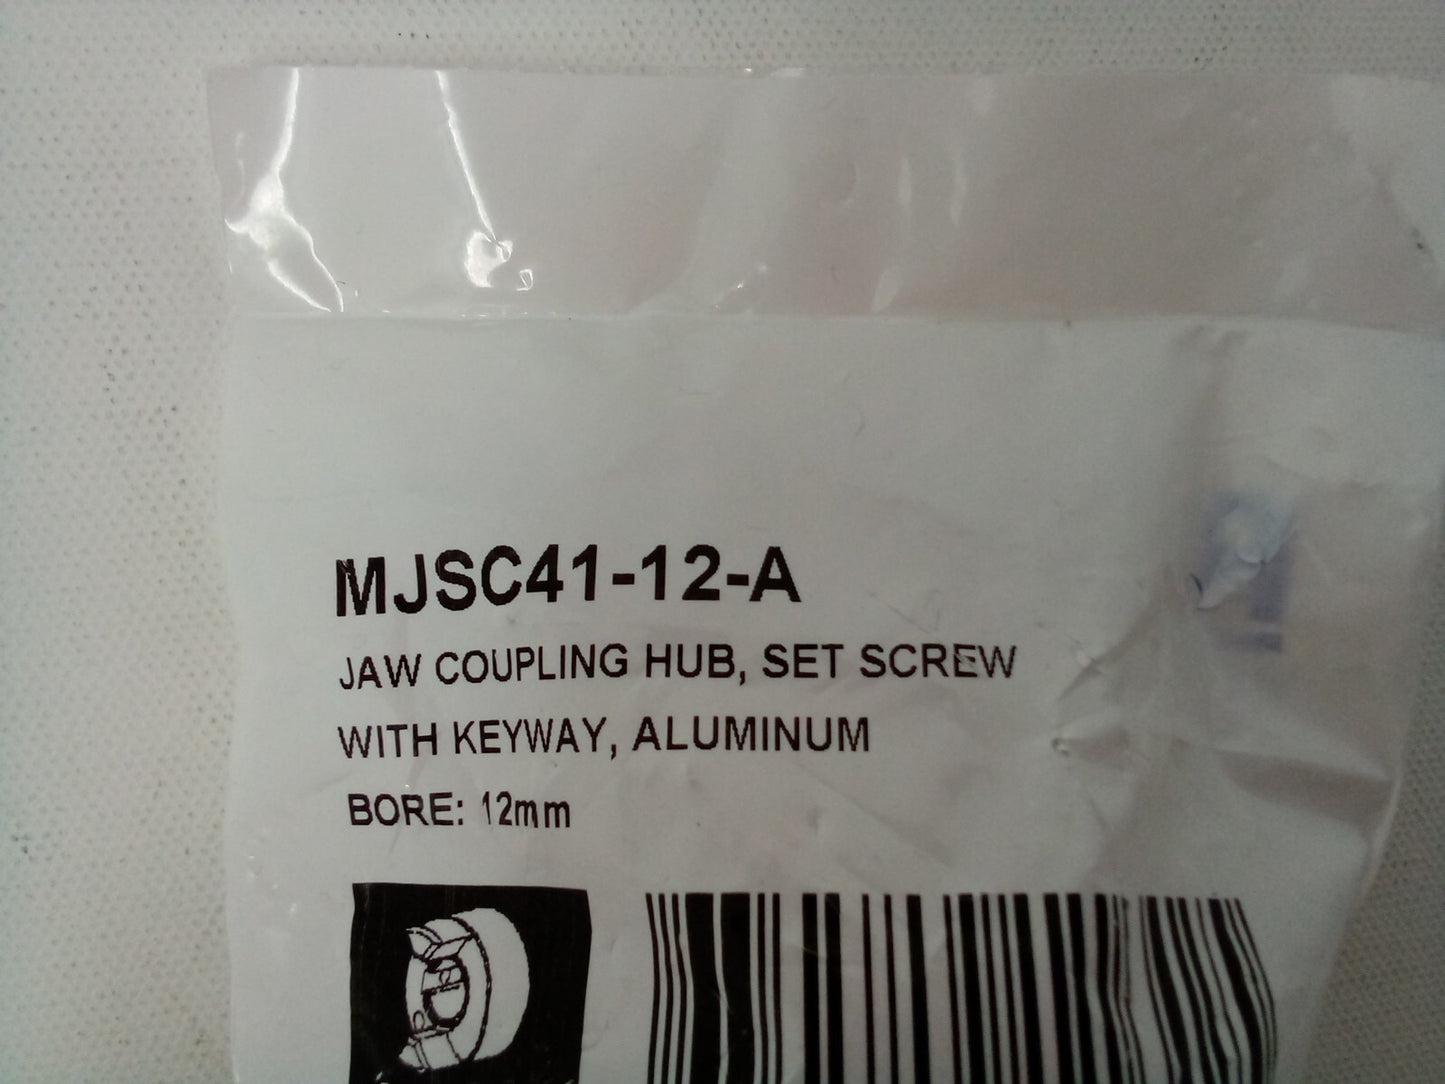 MJSC41-12-A
JAW COUPLING HUB, SET SCREW
WITH KEYWAY, ALUMINUM
BORE: 12mm